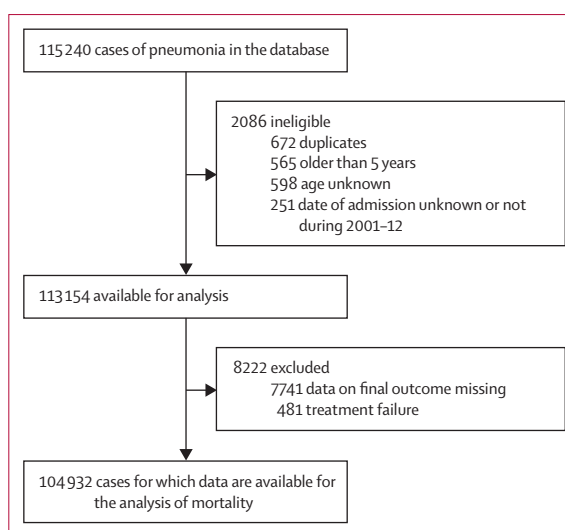 115 240 cases of pneumonia in the database
2086 ineligible
672 duplicates
565 older than 5 years
598 age unknown
251 date of admission unknown or not
during 2001–12
113 154 available for analysis
8222 excluded
7741 data on final outcome missing
481 treatment failure
104 932 cases for which data are available for
the analysis of mortality